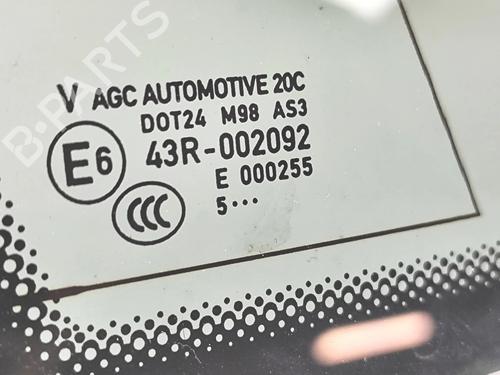 B-PARTS
V AGC AUTOMOTIVE 20C
DOT24 M98 AS3
E6 43R-002092
E 000255
CCC 5•••